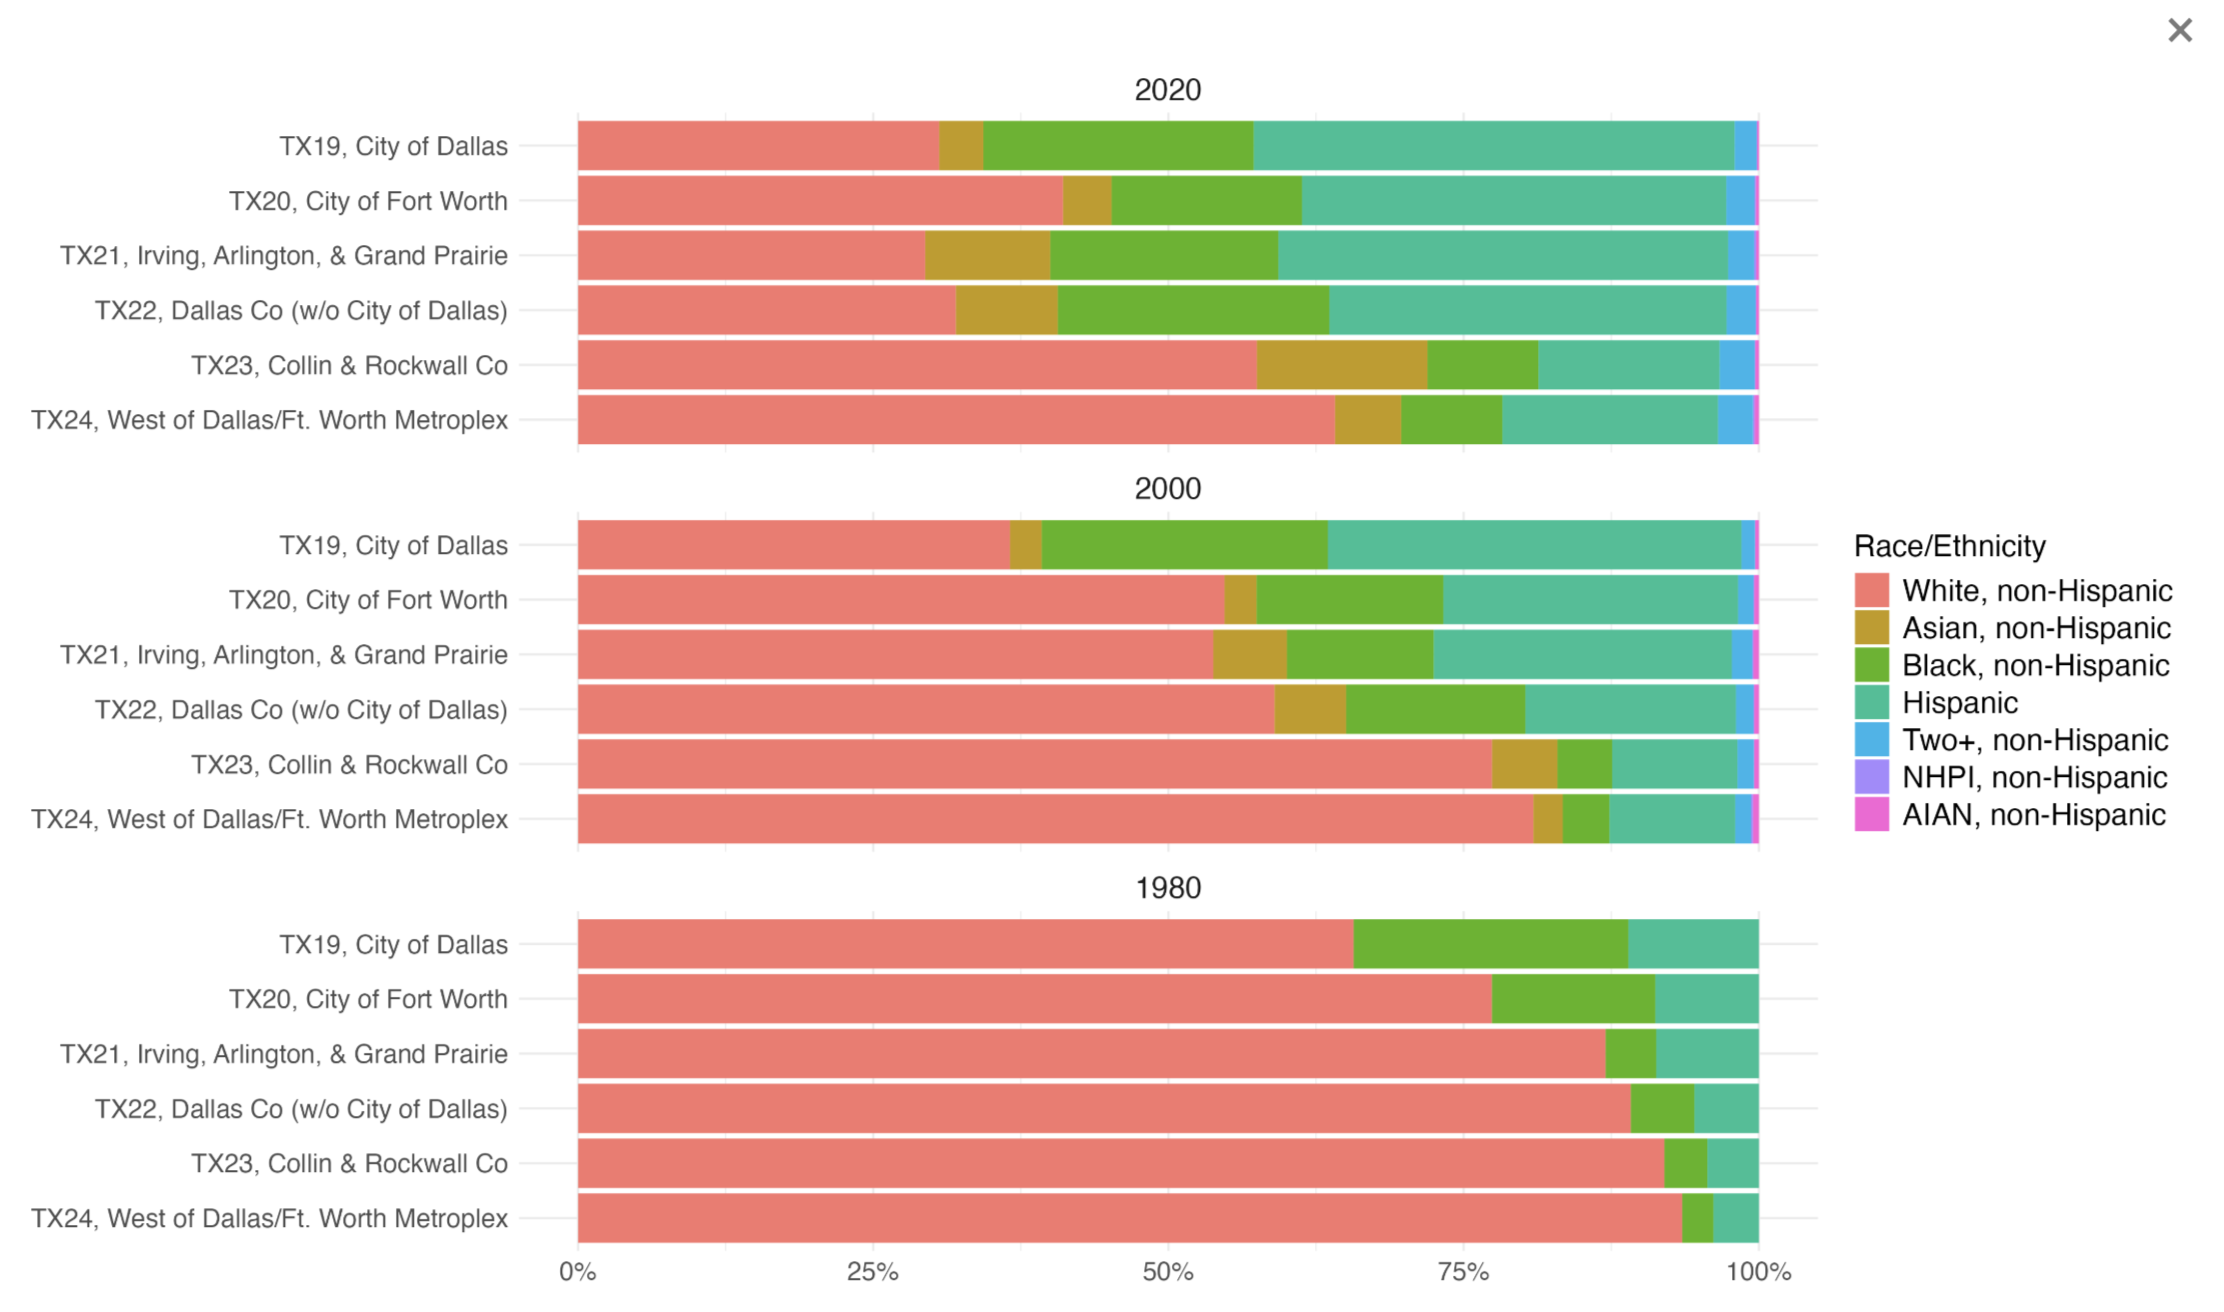 2020
TX19, City of Dallas
TX20, City of Fort Worth
TX21, Irving, Arlington, & Grand Prairie
TX22, Dallas Co (w/o City of Dallas)
TX23, Collin & Rockwall Co
TX24, West of Dallas/Ft. Worth Metroplex
2000
TX19, City of Dallas
TX20, City of Fort Worth
TX21, Irving, Arlington, & Grand Prairie
TX22, Dallas Co (w/o City of Dallas)
TX23, Collin & Rockwall Co
TX24, West of Dallas/Ft. Worth Metroplex
1980
TX19, City of Dallas
TX20, City of Fort Worth
TX21, Irving, Arlington, & Grand Prairie
TX22, Dallas Co (w/o City of Dallas)
TX23, Collin & Rockwall Co
TX24, West of Dallas/Ft. Worth Metroplex
0% 25% 50% 75% 100%
Race/Ethnicity
White, non-Hispanic
Asian, non-Hispanic
Black, non-Hispanic
Hispanic
Two+, non-Hispanic
NHPI, non-Hispanic
AIAN, non-Hispanic